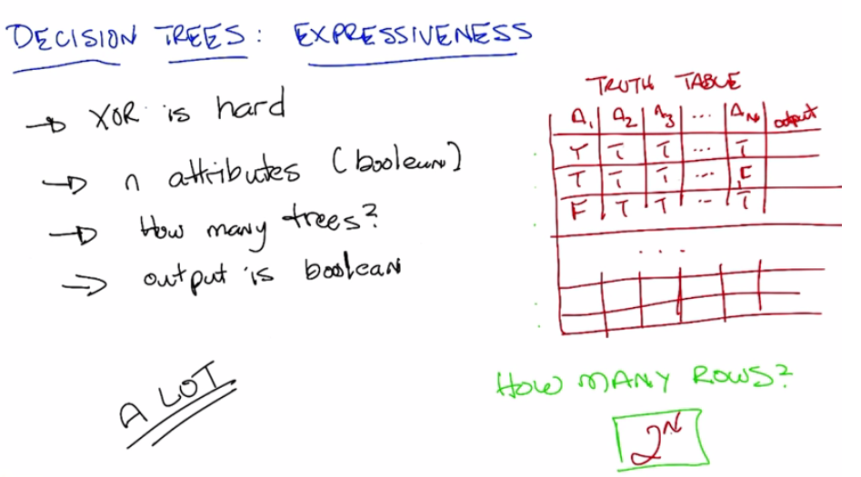 DECISION TREES: EXPRESSIVENESS
→ XOR is hard
→ n attributes (boolean)
→ How many trees?
→ output is boolean
A LOT
TRUTH TABLE
A1 A2 A3 ... AN output
T T T ... T
T T T ... F
F T T ... T
...
HOW MANY ROWS?
2^N